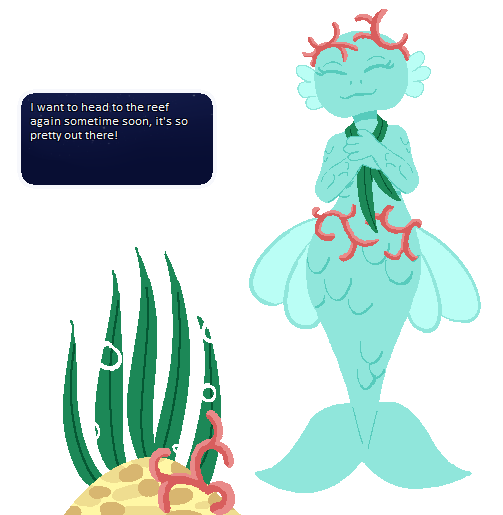 I want to head to the reef
again sometime soon, it's so
pretty out there!